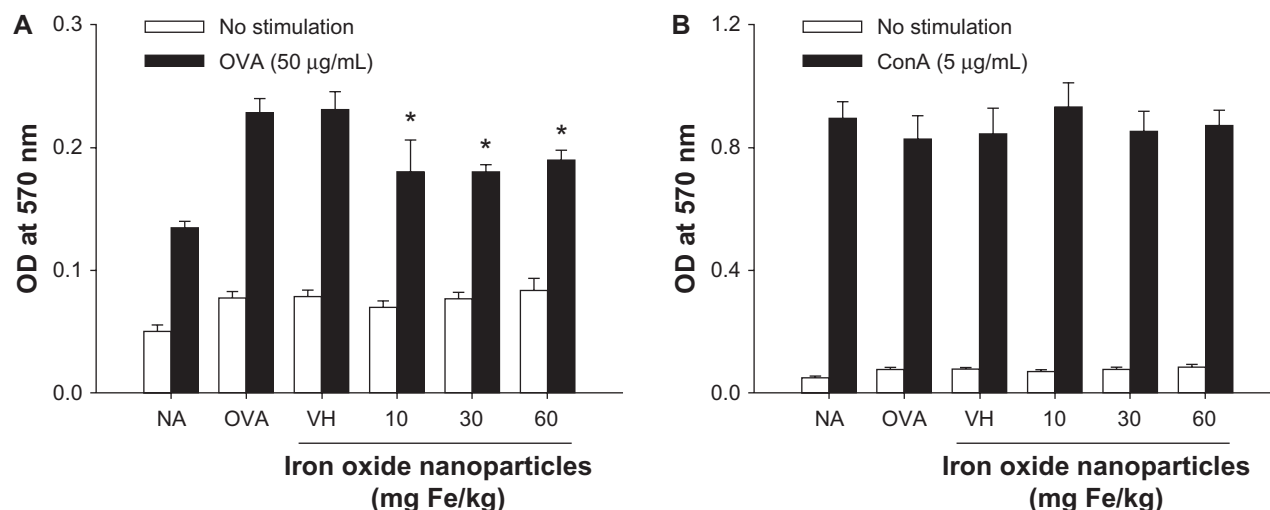 A
0.3
0.2
0.1
0.0
OD at 570 nm
No stimulation
OVA (50 μg/mL)
*
*
*
NA OVA VH 10 30 60
Iron oxide nanoparticles
(mg Fe/kg)
B
1.2
0.8
0.4
0.0
OD at 570 nm
No stimulation
ConA (5 μg/mL)
NA OVA VH 10 30 60
Iron oxide nanoparticles
(mg Fe/kg)